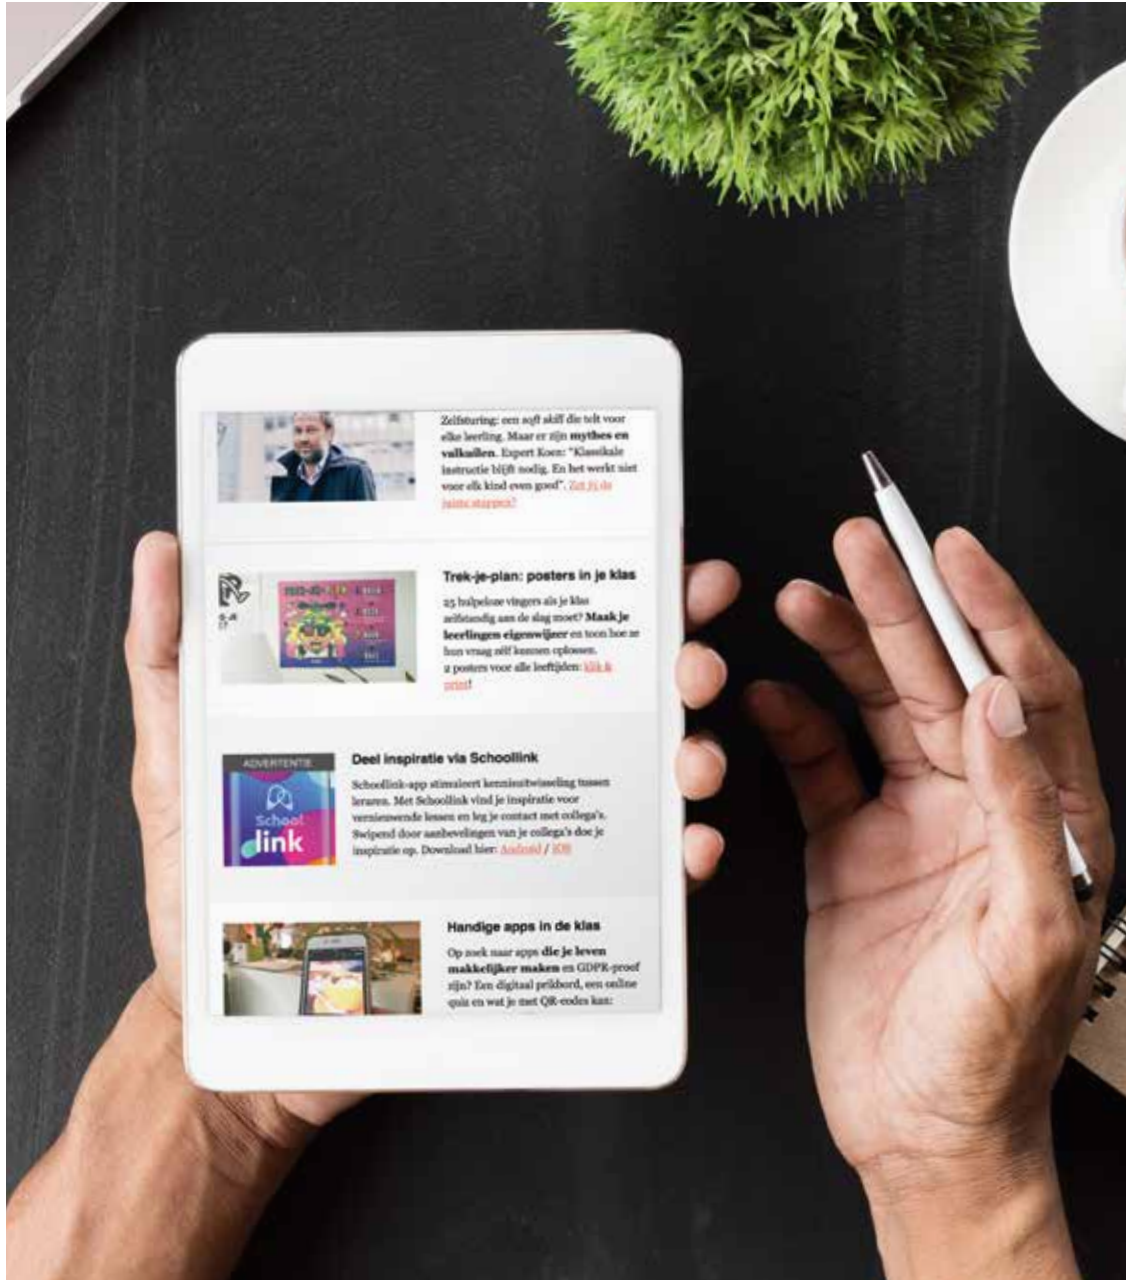 Zelfsturing: een soft skill die telt voor
elke leerling. Maar er zijn mythes en
valkuilen. Expert Koen: "Klassikale
instructie blijft nodig. En het werkt niet
voor elk kind even goed". Zet jij de
juiste stappen?
Trek-je-plan: posters in je klas
25 hulpeloze vingers als je klas
zelfstandig aan de slag moet? Maak je
leerlingen eigenwijzer en toon hoe ze
hun vraag zélf kunnen oplossen.
2 posters voor alle leeftijden: klik &
print!
ADVERTENTIE
School
link
Deel inspiratie via Schoollink
Schoollink-app stimuleert kennisuitwisseling tussen
leraren. Met Schoollink vind je inspiratie voor
vernieuwende lessen en leg je contact met collega's.
Swipend door aanbevelingen van je collega's doe je
inspiratie op. Download hier: Android / iOS
Handige apps in de klas
Op zoek naar apps die je leven
makkelijker maken en GDPR-proof
zijn? Een digitaal prikbord, een online
quiz en wat je met QR-codes kan: